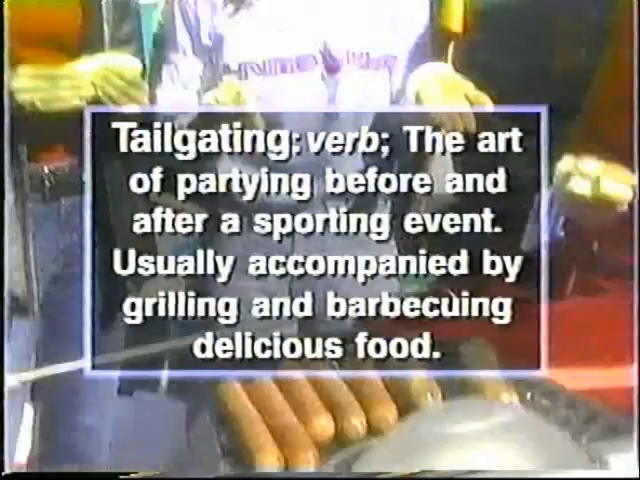 Tailgating: verb; The art
of partying before and
after a sporting event.
Usually accompanied by
grilling and barbecuing
delicious food.